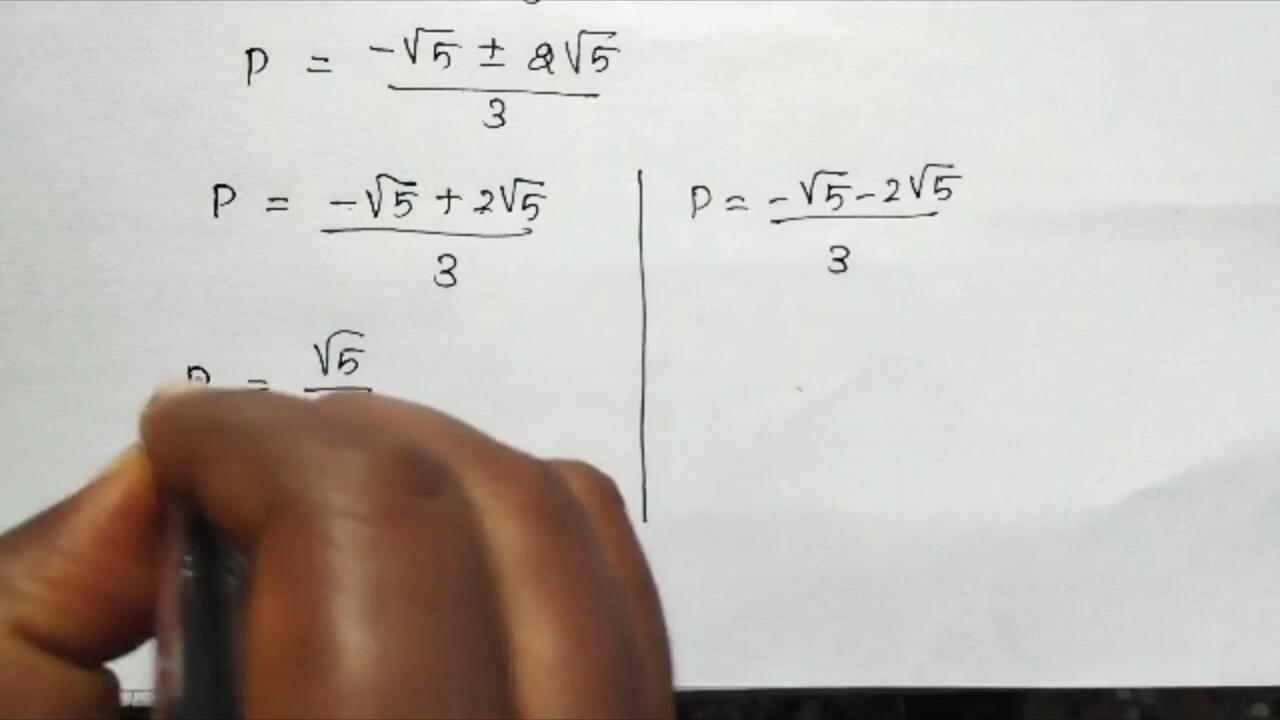 P = (-√5 ± 2√5)/3
P = (-√5 + 2√5)/3
P = √5
P = (-√5 - 2√5)/3